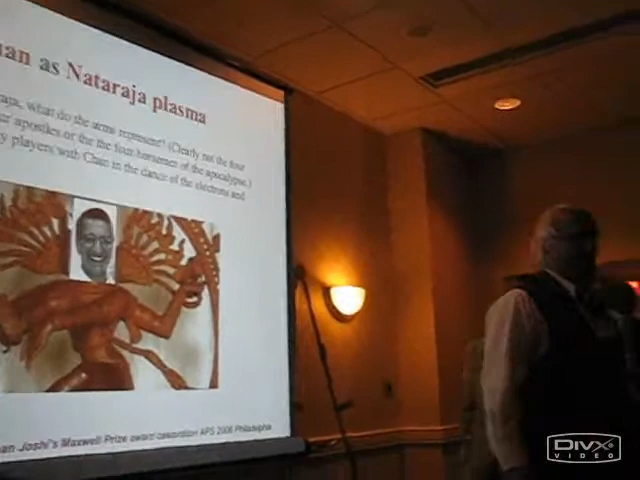 an as Nataraja plasma
what do the arms represent? (Clearly not the four
apostles or the the four horsemen of the apocalypse.)
players with Chan in the dance of the electrons and
an Joshi's Maxwell Prize award celebration APS 2006 Philadelphia
DIVX
VIDEO